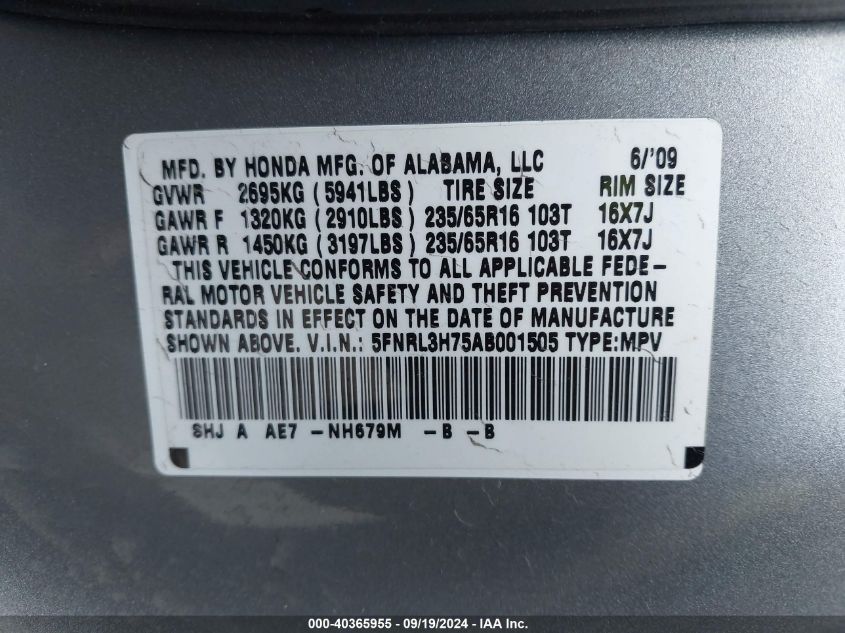 MFD. BY HONDA MFG. OF ALABAMA, LLC 6/'09
GVWR 2695KG (5941LBS) TIRE SIZE RIM SIZE
GAWR F 1320KG (2910LBS) 235/65R16 103T 16X7J
GAWR R 1450KG (3197LBS) 235/65R16 103T 16X7J
THIS VEHICLE CONFORMS TO ALL APPLICABLE FEDE-
RAL MOTOR VEHICLE SAFETY AND THEFT PREVENTION
STANDARDS IN EFFECT ON THE DATE OF MANUFACTURE
SHOWN ABOVE. V.I.N.: 5FNRL3H75AB001505 TYPE:MPV
SHJ A AE7 -NH679M -B -B
000-40365955 - 09/19/2024 - IAA Inc.